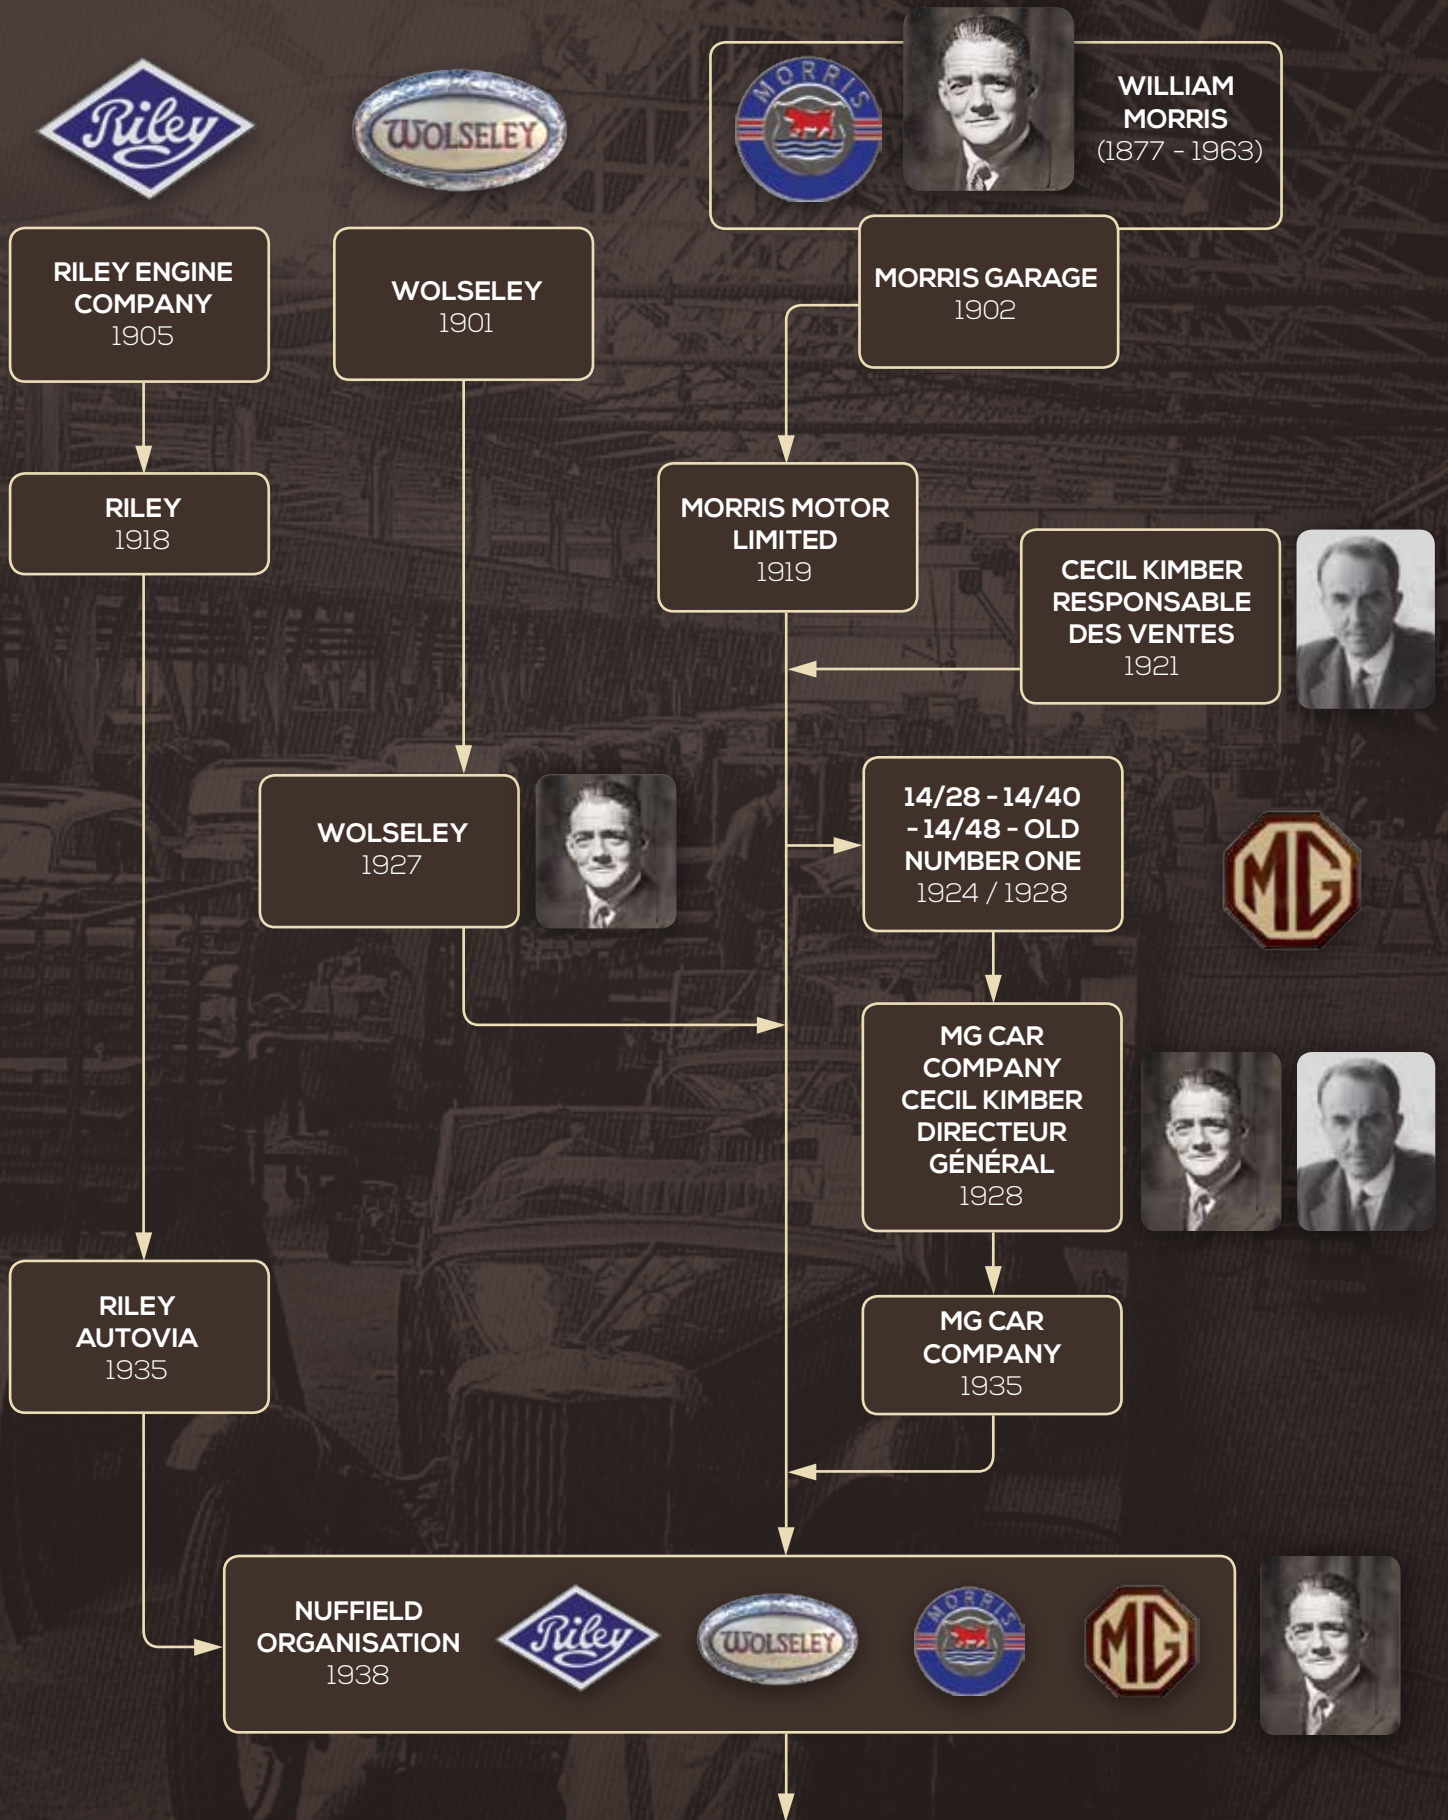 Riley
WOLSELEY
MORRIS
WILLIAM
MORRIS
(1877 - 1963)
RILEY ENGINE
COMPANY
1905
WOLSELEY
1901
MORRIS GARAGE
1902
RILEY
1918
MORRIS MOTOR
LIMITED
1919
CECIL KIMBER
RESPONSABLE
DES VENTES
1921
WOLSELEY
1927
14/28 - 14/40
- 14/48 - OLD
NUMBER ONE
1924 / 1928
MG
MG CAR
COMPANY
CECIL KIMBER
DIRECTEUR
GÉNÉRAL
1928
RILEY
AUTOVIA
1935
MG CAR
COMPANY
1935
NUFFIELD
ORGANISATION
1938
Riley
WOLSELEY
MORRIS
MG